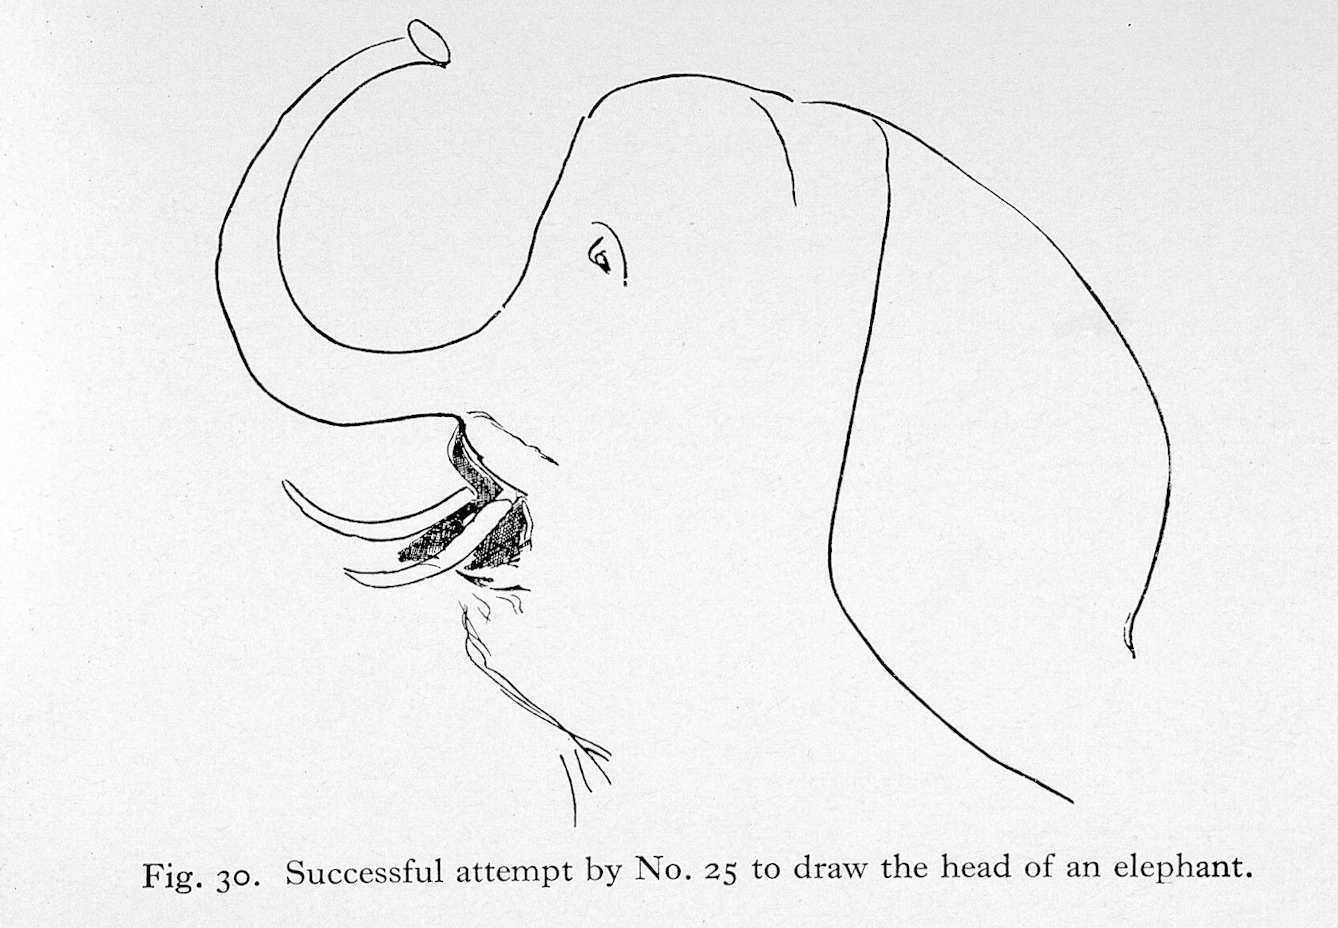 Fig. 30. Successful attempt by No. 25 to draw the head of an elephant.